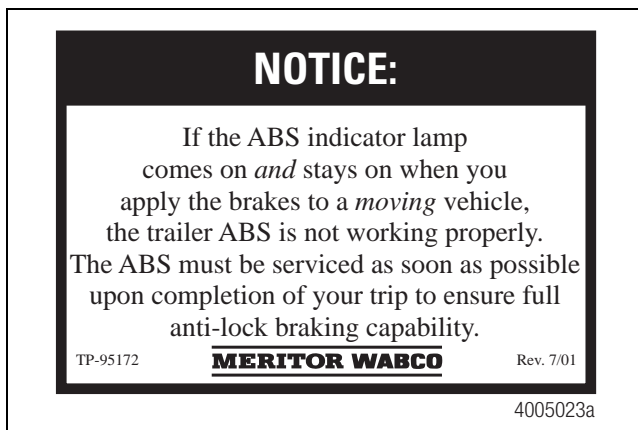 NOTICE:
If the ABS indicator lamp
comes on and stays on when you
apply the brakes to a moving vehicle,
the trailer ABS is not working properly.
The ABS must be serviced as soon as possible
upon completion of your trip to ensure full
anti-lock braking capability.
TP-95172 MERITOR WABCO Rev. 7/01
4005023a